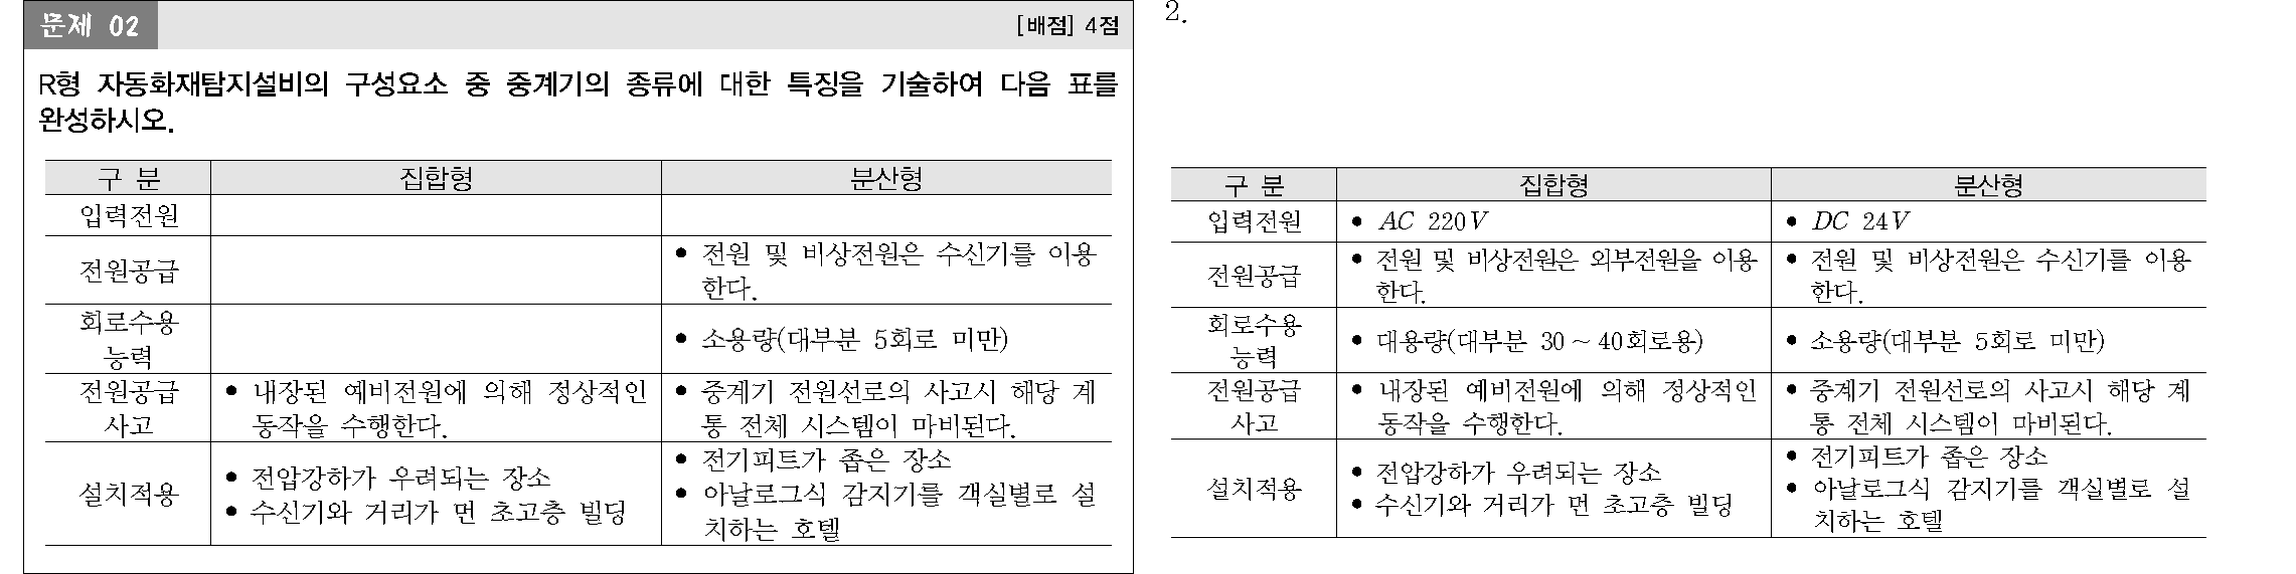 문제 02
[배점] 4점
R형 자동화재탐지설비의 구성요소 중 중계기의 종류에 대한 특징을 기술하여 다음 표를
완성하시오.
구 분 집합형 분산형
입력전원
전원공급
• 전원 및 비상전원은 수신기를 이용
한다.
회로수용
능력
• 소용량(대부분 5회로 미만)
전원공급
사고
• 내장된 예비전원에 의해 정상적인
동작을 수행한다.
• 중계기 전원선로의 사고시 해당 계
통 전체 시스템이 마비된다.
설치적용
• 전압강하가 우려되는 장소
• 수신기와 거리가 먼 초고층 빌딩
• 전기피트가 좁은 장소
• 아날로그식 감지기를 객실별로 설
치하는 호텔
2.
구 분 집합형 분산형
입력전원 • AC 220V • DC 24V
전원공급
• 전원 및 비상전원은 외부전원을 이용
한다.
• 전원 및 비상전원은 수신기를 이용
한다.
회로수용
능력
• 대용량(대부분 30 ~ 40회로용)
• 소용량(대부분 5회로 미만)
전원공급
사고
• 내장된 예비전원에 의해 정상적인
동작을 수행한다.
• 중계기 전원선로의 사고시 해당 계
통 전체 시스템이 마비된다.
설치적용
• 전압강하가 우려되는 장소
• 수신기와 거리가 먼 초고층 빌딩
• 전기피트가 좁은 장소
• 아날로그식 감지기를 객실별로 설
치하는 호텔